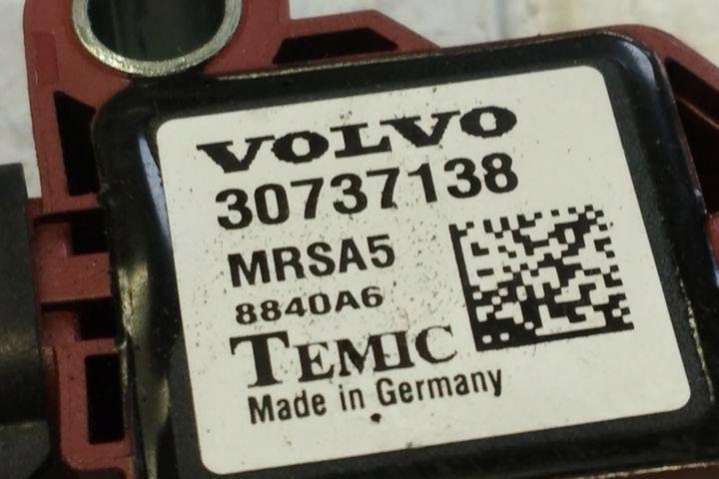 VOLVO
30737138
MRSA5
8840A6
TEMIC
Made in Germany